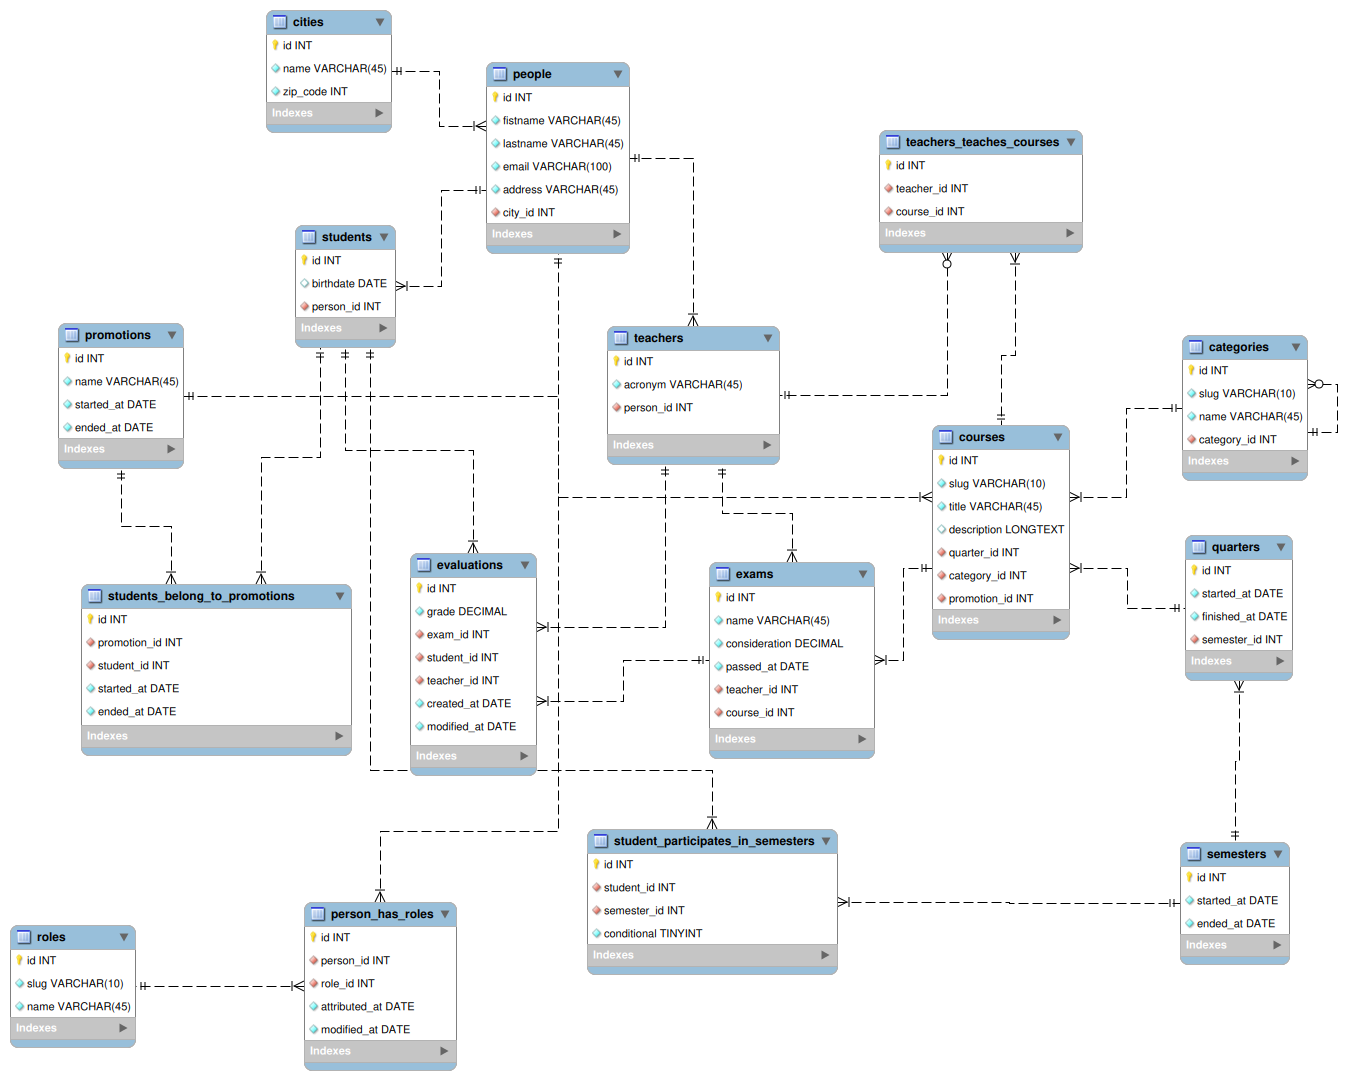 cities
id INT
name VARCHAR(45)
zip_code INT
Indexes
people
id INT
fistname VARCHAR(45)
lastname VARCHAR(45)
email VARCHAR(100)
address VARCHAR(45)
city_id INT
Indexes
teachers_teaches_courses
id INT
teacher_id INT
course_id INT
Indexes
students
id INT
birthdate DATE
person_id INT
Indexes
promotions
id INT
name VARCHAR(45)
started_at DATE
ended_at DATE
Indexes
teachers
id INT
acronym VARCHAR(45)
person_id INT
Indexes
categories
id INT
slug VARCHAR(10)
name VARCHAR(45)
category_id INT
Indexes
courses
id INT
slug VARCHAR(10)
title VARCHAR(45)
description LONGTEXT
quarter_id INT
category_id INT
promotion_id INT
Indexes
quarters
id INT
started_at DATE
finished_at DATE
semester_id INT
Indexes
evaluations
id INT
grade DECIMAL
exam_id INT
student_id INT
teacher_id INT
created_at DATE
modified_at DATE
Indexes
exams
id INT
name VARCHAR(45)
consideration DECIMAL
passed_at DATE
teacher_id INT
course_id INT
Indexes
students_belong_to_promotions
id INT
promotion_id INT
student_id INT
started_at DATE
ended_at DATE
Indexes
student_participates_in_semesters
id INT
student_id INT
semester_id INT
conditional TINYINT
Indexes
semesters
id INT
started_at DATE
ended_at DATE
Indexes
person_has_roles
id INT
person_id INT
role_id INT
attributed_at DATE
modified_at DATE
Indexes
roles
id INT
slug VARCHAR(10)
name VARCHAR(45)
Indexes